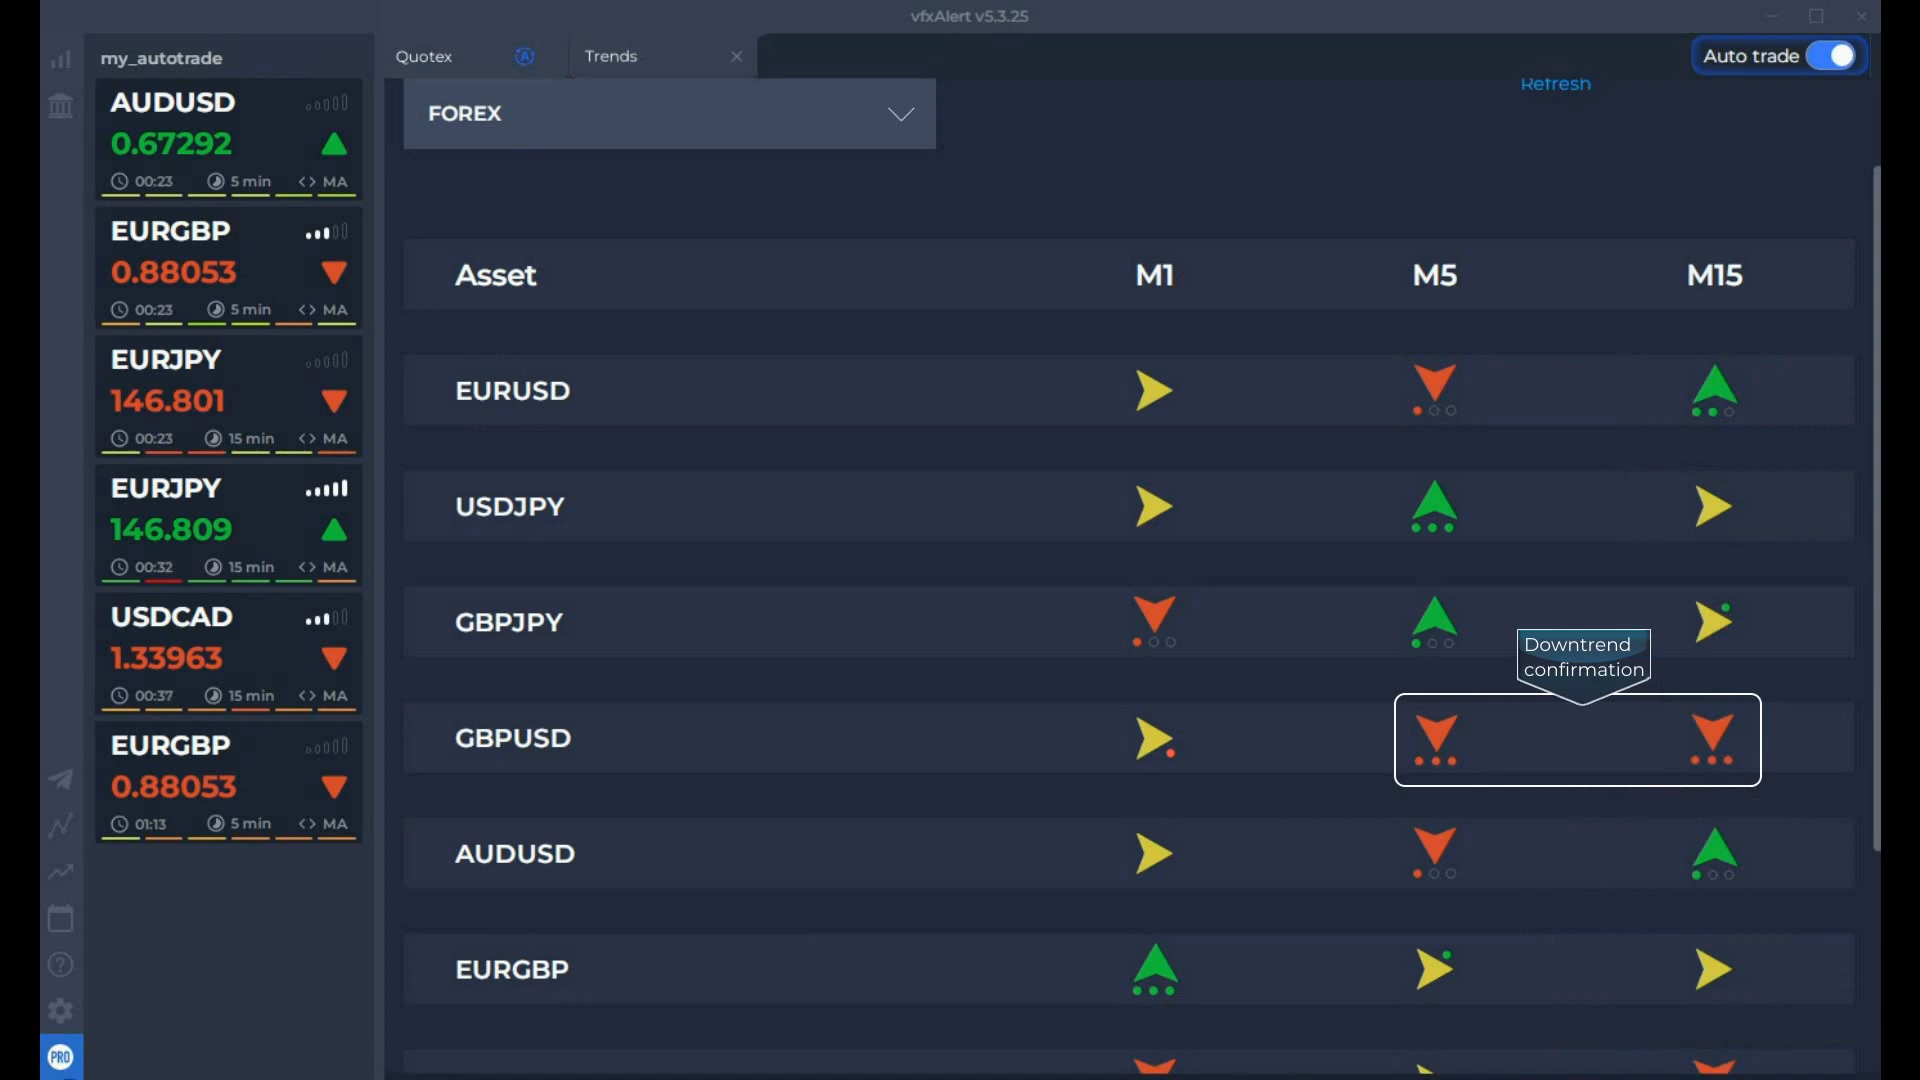 vfxAlert v5.3.25
my_autotrade
Quotex
Trends
Auto trade
Refresh
FOREX
AUDUSD
0.67292
00:23 5 min <> MA
EURGBP
0.88053
00:23 5 min <> MA
EURJPY
146.801
00:23 15 min <> MA
EURJPY
146.809
00:32 15 min <> MA
USDCAD
1.33963
00:37 15 min <> MA
EURGBP
0.88053
01:13 5 min <> MA
PRO
Asset M1 M5 M15
EURUSD
USDJPY
GBPJPY
Downtrend
confirmation
GBPUSD
AUDUSD
EURGBP